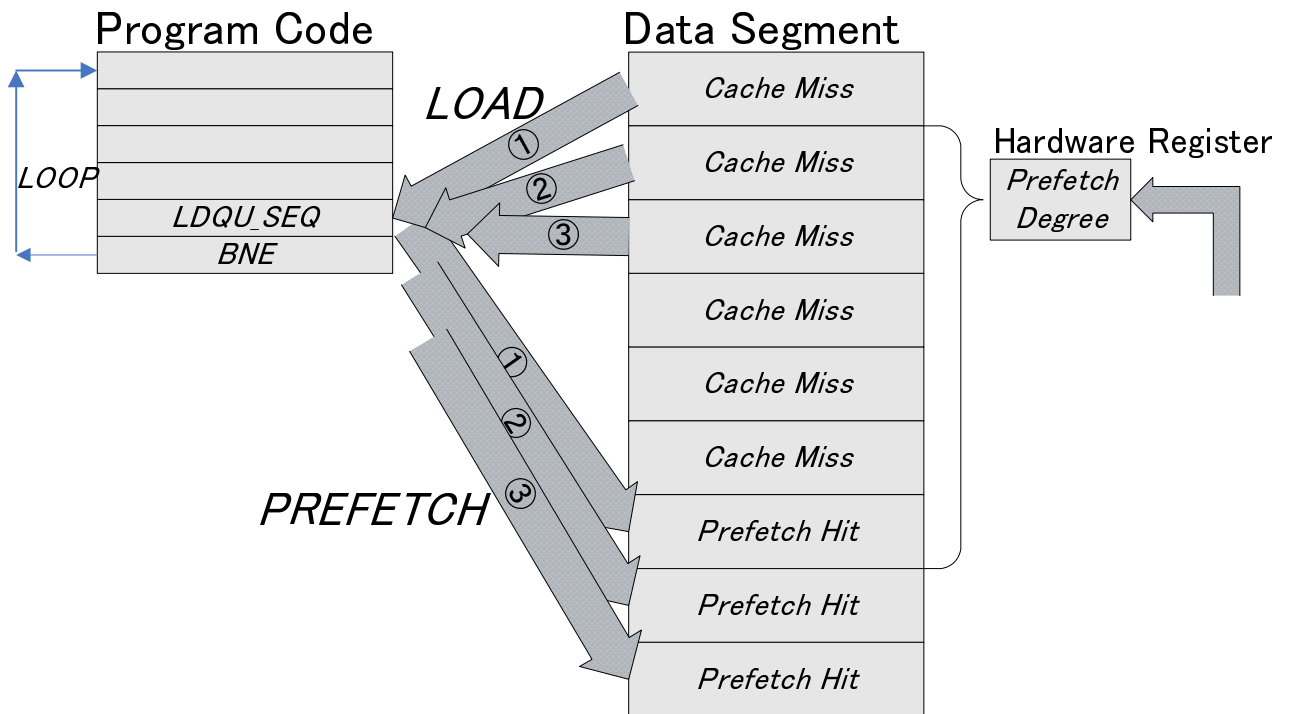 Program Code
LOOP
LDQU_SEQ
BNE
LOAD
①
②
③
PREFETCH
①
②
③
Data Segment
Cache Miss
Cache Miss
Cache Miss
Cache Miss
Cache Miss
Cache Miss
Prefetch Hit
Prefetch Hit
Prefetch Hit
Hardware Register
Prefetch
Degree